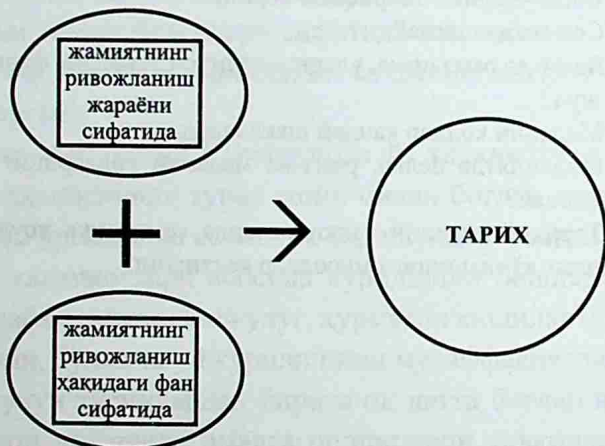 жамиятнинг
ривожланиш
жараёни
сифатида
ТАРИХ
жамиятнинг
ривожланиш
ҳақидаги фан
сифатида